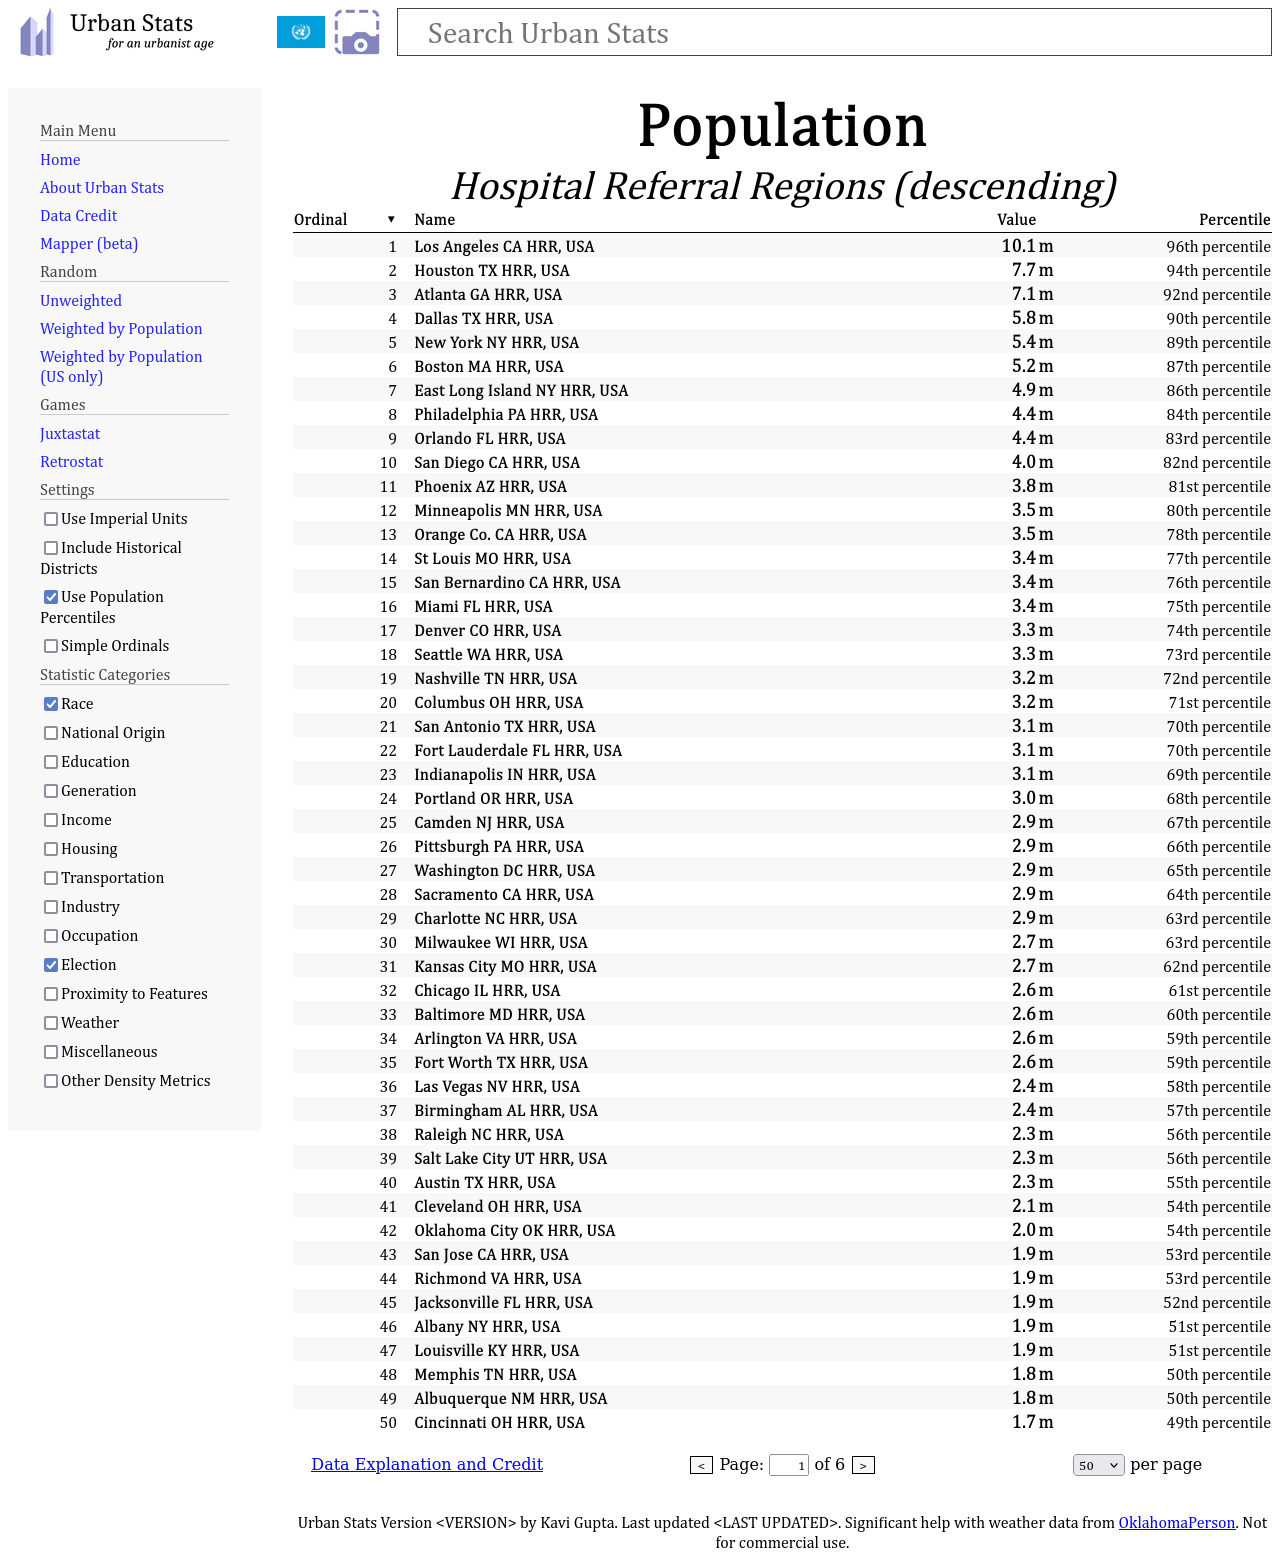 Urban Stats
for an urbanist age
Search Urban Stats
Main Menu
Home
About Urban Stats
Data Credit
Mapper (beta)
Random
Unweighted
Weighted by Population
Weighted by Population
(US only)
Games
Juxtastat
Retrostat
Settings
Use Imperial Units
Include Historical
Districts
Use Population
Percentiles
Simple Ordinals
Statistic Categories
Race
National Origin
Education
Generation
Income
Housing
Transportation
Industry
Occupation
Election
Proximity to Features
Weather
Miscellaneous
Other Density Metrics
Population
Hospital Referral Regions (descending)
Ordinal ▼ Name Value Percentile
1 Los Angeles CA HRR, USA 10.1 m 96th percentile
2 Houston TX HRR, USA 7.7 m 94th percentile
3 Atlanta GA HRR, USA 7.1 m 92nd percentile
4 Dallas TX HRR, USA 5.8 m 90th percentile
5 New York NY HRR, USA 5.4 m 89th percentile
6 Boston MA HRR, USA 5.2 m 87th percentile
7 East Long Island NY HRR, USA 4.9 m 86th percentile
8 Philadelphia PA HRR, USA 4.4 m 84th percentile
9 Orlando FL HRR, USA 4.4 m 83rd percentile
10 San Diego CA HRR, USA 4.0 m 82nd percentile
11 Phoenix AZ HRR, USA 3.8 m 81st percentile
12 Minneapolis MN HRR, USA 3.5 m 80th percentile
13 Orange Co. CA HRR, USA 3.5 m 78th percentile
14 St Louis MO HRR, USA 3.4 m 77th percentile
15 San Bernardino CA HRR, USA 3.4 m 76th percentile
16 Miami FL HRR, USA 3.4 m 75th percentile
17 Denver CO HRR, USA 3.3 m 74th percentile
18 Seattle WA HRR, USA 3.3 m 73rd percentile
19 Nashville TN HRR, USA 3.2 m 72nd percentile
20 Columbus OH HRR, USA 3.2 m 71st percentile
21 San Antonio TX HRR, USA 3.1 m 70th percentile
22 Fort Lauderdale FL HRR, USA 3.1 m 70th percentile
23 Indianapolis IN HRR, USA 3.1 m 69th percentile
24 Portland OR HRR, USA 3.0 m 68th percentile
25 Camden NJ HRR, USA 2.9 m 67th percentile
26 Pittsburgh PA HRR, USA 2.9 m 66th percentile
27 Washington DC HRR, USA 2.9 m 65th percentile
28 Sacramento CA HRR, USA 2.9 m 64th percentile
29 Charlotte NC HRR, USA 2.9 m 63rd percentile
30 Milwaukee WI HRR, USA 2.7 m 63rd percentile
31 Kansas City MO HRR, USA 2.7 m 62nd percentile
32 Chicago IL HRR, USA 2.6 m 61st percentile
33 Baltimore MD HRR, USA 2.6 m 60th percentile
34 Arlington VA HRR, USA 2.6 m 59th percentile
35 Fort Worth TX HRR, USA 2.6 m 59th percentile
36 Las Vegas NV HRR, USA 2.4 m 58th percentile
37 Birmingham AL HRR, USA 2.4 m 57th percentile
38 Raleigh NC HRR, USA 2.3 m 56th percentile
39 Salt Lake City UT HRR, USA 2.3 m 56th percentile
40 Austin TX HRR, USA 2.3 m 55th percentile
41 Cleveland OH HRR, USA 2.1 m 54th percentile
42 Oklahoma City OK HRR, USA 2.0 m 54th percentile
43 San Jose CA HRR, USA 1.9 m 53rd percentile
44 Richmond VA HRR, USA 1.9 m 53rd percentile
45 Jacksonville FL HRR, USA 1.9 m 52nd percentile
46 Albany NY HRR, USA 1.9 m 51st percentile
47 Louisville KY HRR, USA 1.9 m 51st percentile
48 Memphis TN HRR, USA 1.8 m 50th percentile
49 Albuquerque NM HRR, USA 1.8 m 50th percentile
50 Cincinnati OH HRR, USA 1.7 m 49th percentile
Data Explanation and Credit < Page: 1 of 6 > 50 per page
Urban Stats Version <VERSION> by Kavi Gupta. Last updated <LAST UPDATED>. Significant help with weather data from OklahomaPerson. Not
for commercial use.